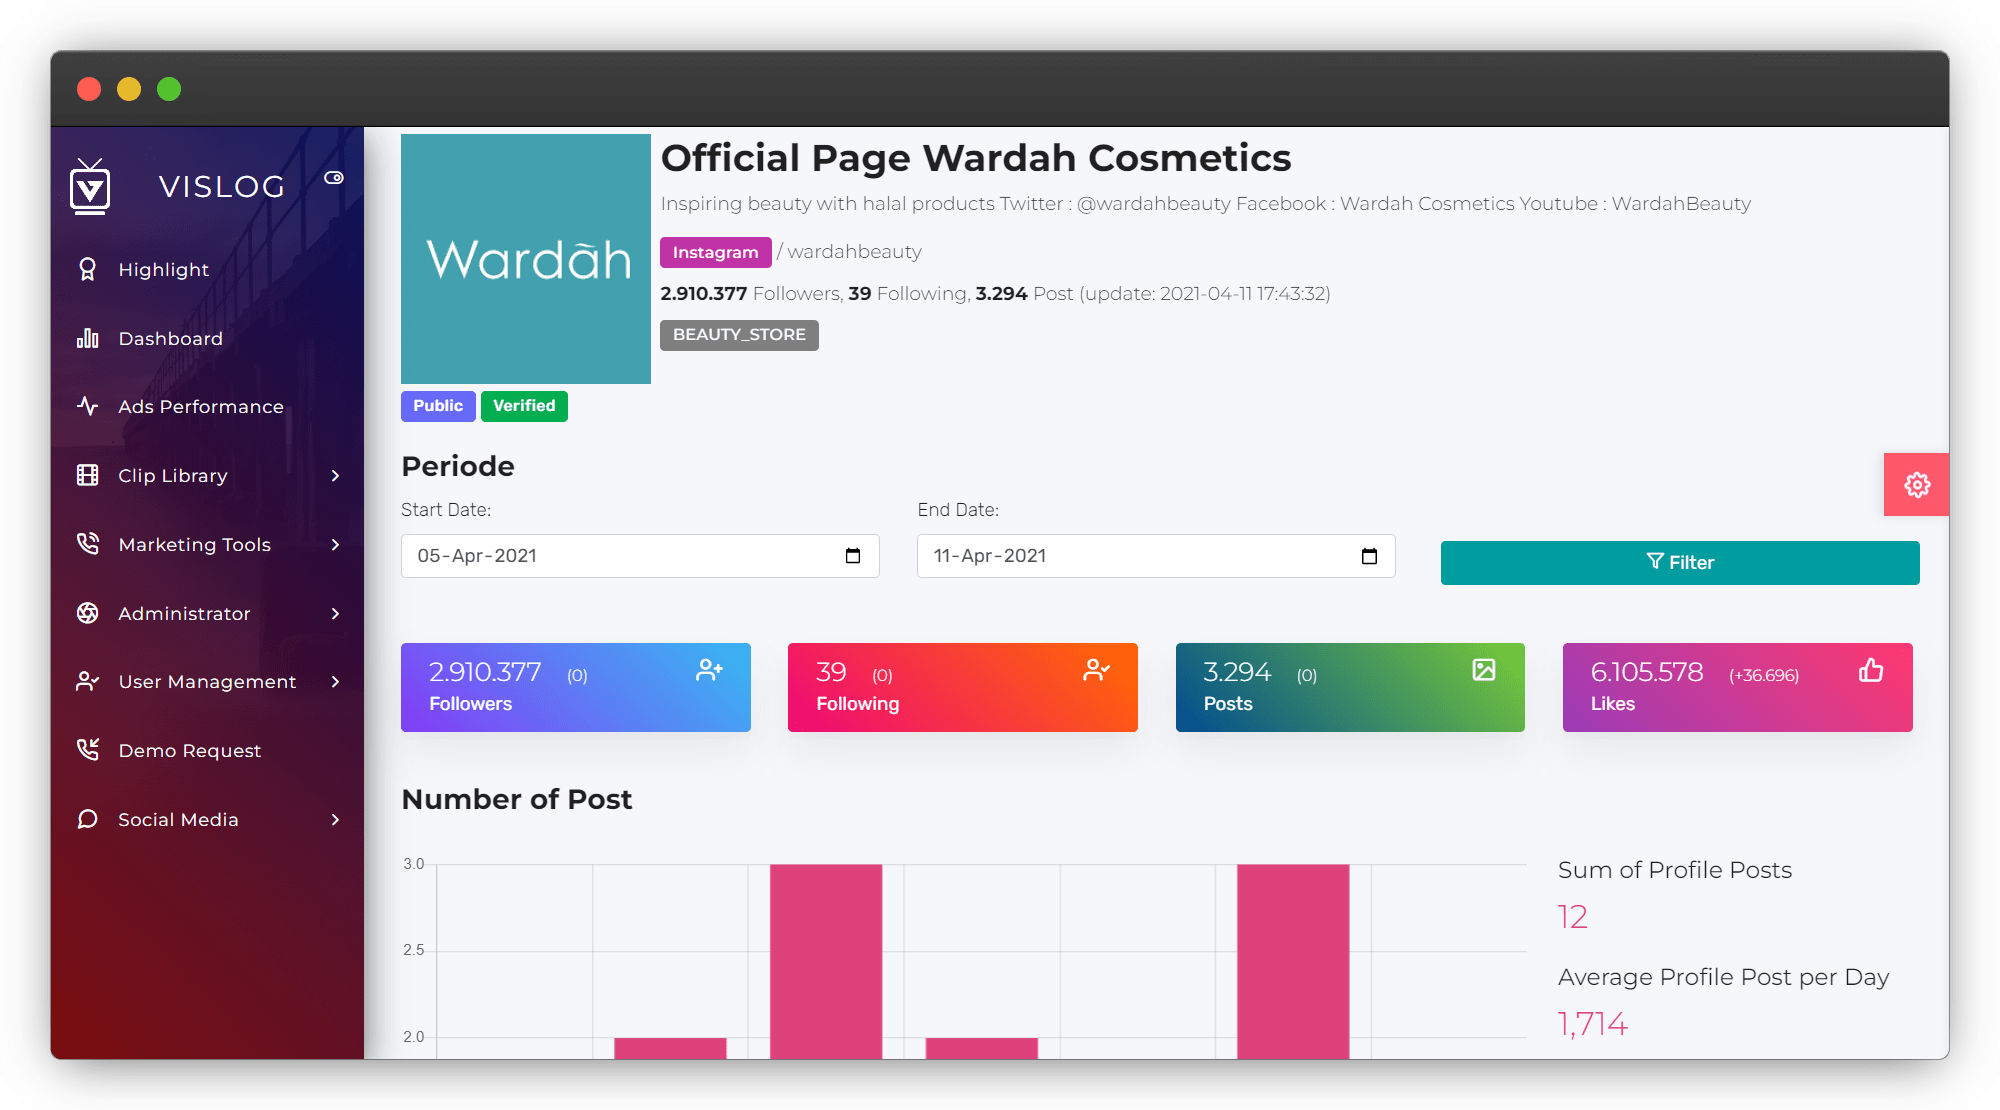 VISLOG
Highlight
Dashboard
Ads Performance
Clip Library
Marketing Tools
Administrator
User Management
Demo Request
Social Media
Wardāh
Official Page Wardah Cosmetics
Inspiring beauty with halal products Twitter : @wardahbeauty Facebook : Wardah Cosmetics Youtube : WardahBeauty
Instagram / wardahbeauty
2.910.377 Followers, 39 Following, 3.294 Post (update: 2021-04-11 17:43:32)
BEAUTY_STORE
Public Verified
Periode
Start Date: End Date:
05-Apr-2021 11-Apr-2021 Filter
2.910.377 (0)
Followers
39 (0)
Following
3.294 (0)
Posts
6.105.578 (+36.696)
Likes
Number of Post
3.0
2.5
2.0
Sum of Profile Posts
12
Average Profile Post per Day
1,714